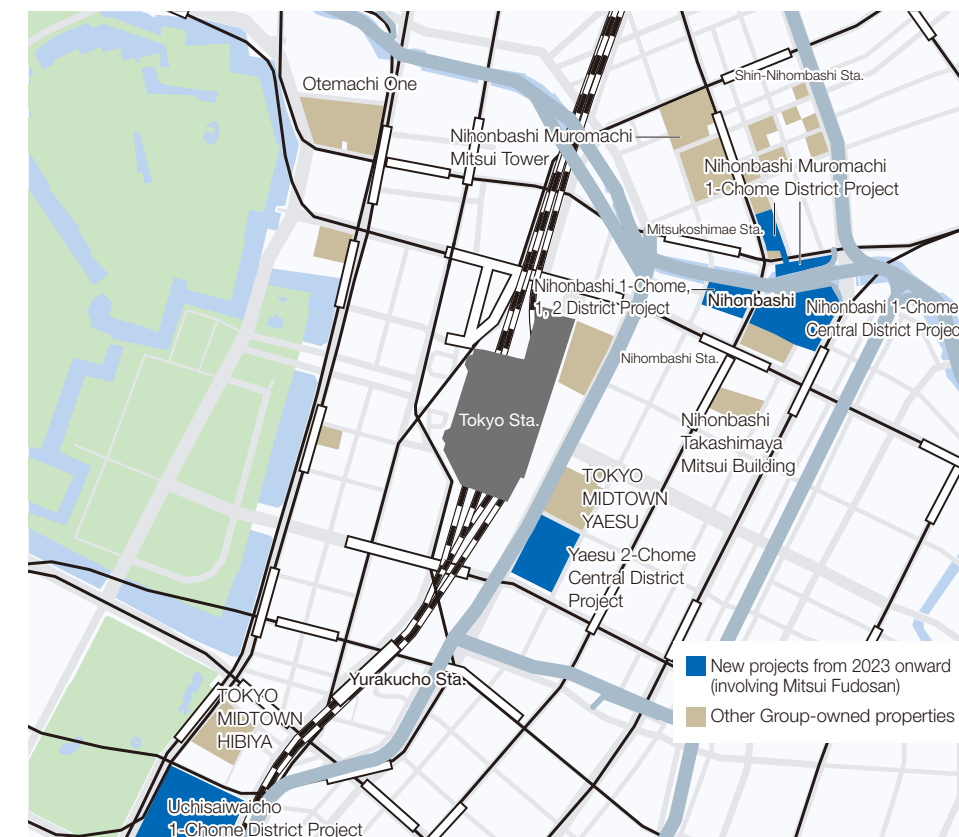 Otemachi One
Shin-Nihombashi Sta.
Nihonbashi Muromachi
Mitsui Tower
Nihonbashi Muromachi
1-Chome District Project
Mitsukoshimae Sta.
Nihonbashi 1-Chome,
1, 2 District Project
Nihonbashi
Nihonbashi 1-Chome
Central District Projec
Nihombashi Sta.
Tokyo Sta.
Nihonbashi
Takashimaya
Mitsui Building
TOKYO
MIDTOWN
YAESU
Yaesu 2-Chome
Central District
Project
Yurakucho Sta.
TOKYO
MIDTOWN
HIBIYA
Uchisaiwaicho
1-Chome District Project
New projects from 2023 onward
(involving Mitsui Fudosan)
Other Group-owned properties